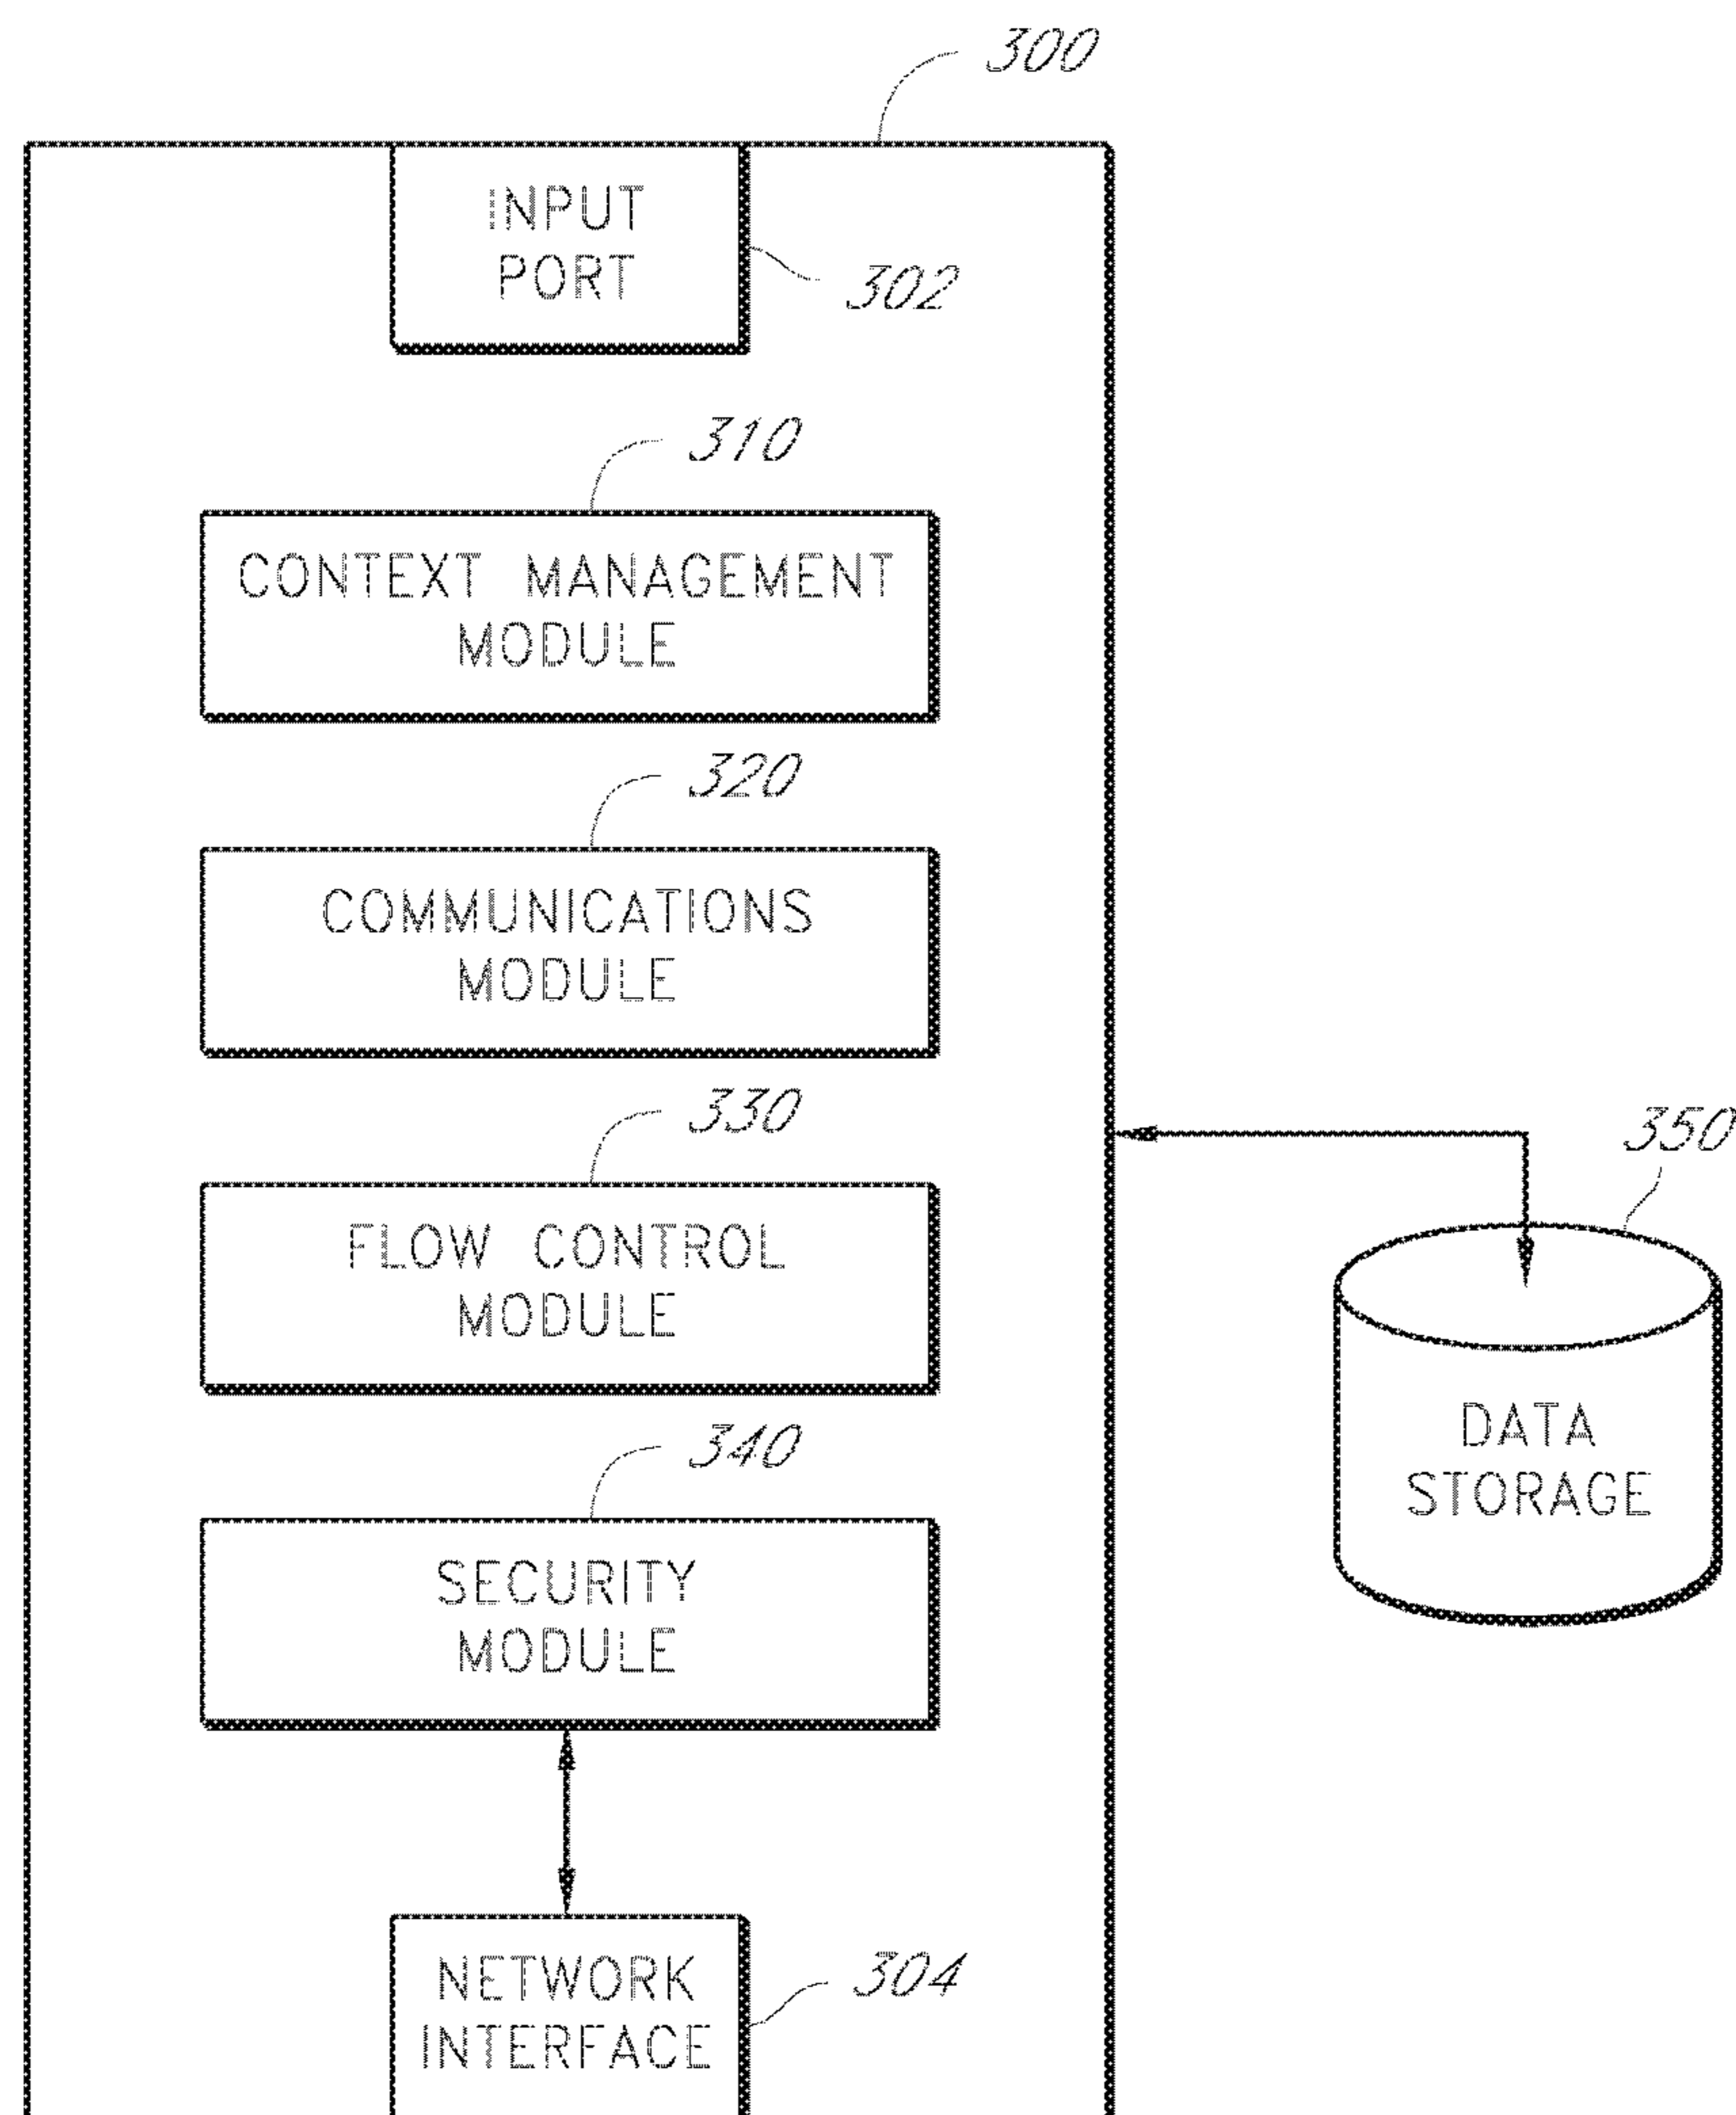 300
INPUT
PORT
302
310
CONTEXT MANAGEMENT
MODULE
320
COMMUNICATIONS
MODULE
330
FLOW CONTROL
MODULE
350
340
DATA
STORAGE
SECURITY
MODULE
NETWORK
INTERFACE
304